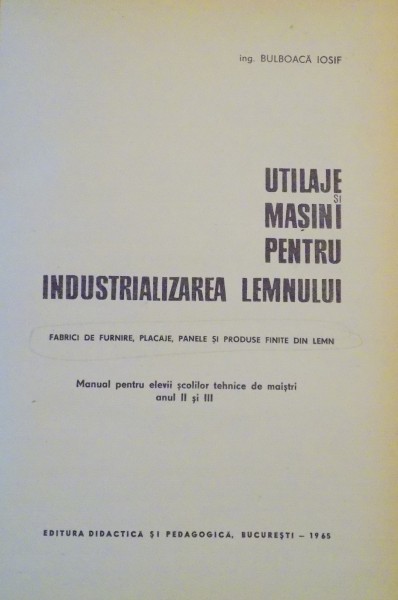 ing. BULBOACĂ IOSIF
UTILAJE
ȘI
MAȘINI
PENTRU
INDUSTRIALIZAREA LEMNULUI
FABRICI DE FURNIRE, PLACAJE, PANELE ȘI PRODUSE FINITE DIN LEMN
Manual pentru elevii școlilor tehnice de maiștri
anul II și III
EDITURA DIDACTICA ȘI PEDAGOGICĂ, BUCUREȘTI – 1965